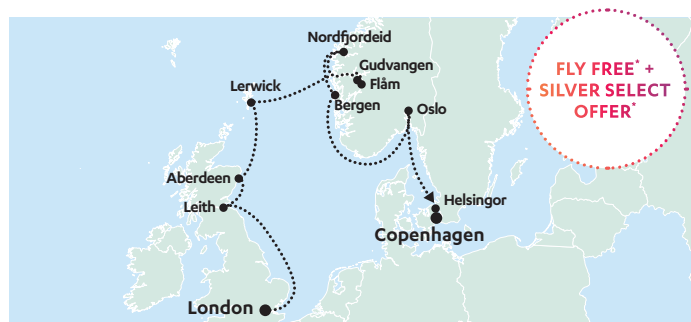 Nordfjordeid
Gudvangen
Flåm
Lerwick
Bergen
Oslo
Aberdeen
Leith
Helsingor
Copenhagen
London
FLY FREE* +
SILVER SELECT
OFFER*